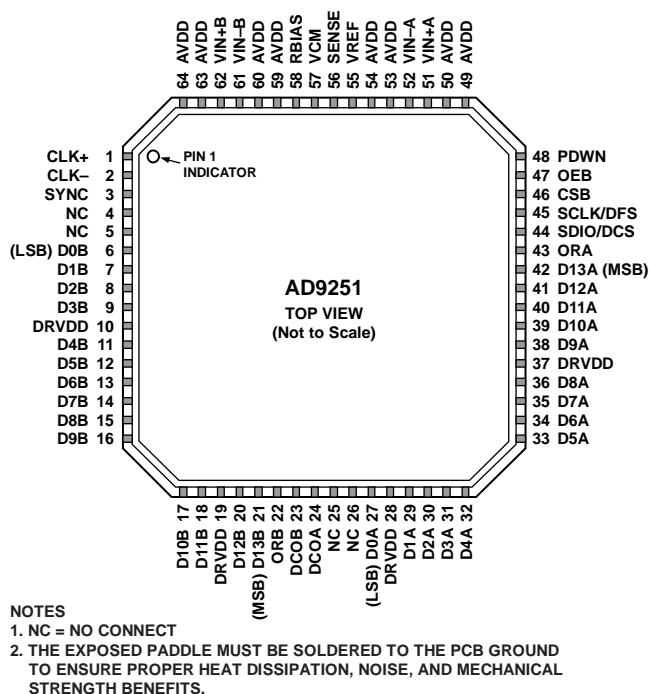 64 AVDD
63 AVDD
62 VIN+B
61 VIN–B
60 AVDD
59 AVDD
58 RBIAS
57 VCM
56 SENSE
55 VREF
54 AVDD
53 AVDD
52 VIN–A
51 VIN+A
50 AVDD
49 AVDD
CLK+ 1
CLK– 2
SYNC 3
NC 4
NC 5
(LSB) D0B 6
D1B 7
D2B 8
D3B 9
DRVDD 10
D4B 11
D5B 12
D6B 13
D7B 14
D8B 15
D9B 16
PIN 1
INDICATOR
AD9251
TOP VIEW
(Not to Scale)
48 PDWN
47 OEB
46 CSB
45 SCLK/DFS
44 SDIO/DCS
43 ORA
42 D13A (MSB)
41 D12A
40 D11A
39 D10A
38 D9A
37 DRVDD
36 D8A
35 D7A
34 D6A
33 D5A
D10B 17
D11B 18
DRVDD 19
D12B 20
(MSB) D13B 21
ORB 22
DCOB 23
DCOA 24
NC 25
NC 26
(LSB) D0A 27
DRVDD 28
D1A 29
D2A 30
D3A 31
D4A 32
NOTES
1. NC = NO CONNECT
2. THE EXPOSED PADDLE MUST BE SOLDERED TO THE PCB GROUND
TO ENSURE PROPER HEAT DISSIPATION, NOISE, AND MECHANICAL
STRENGTH BENEFITS.